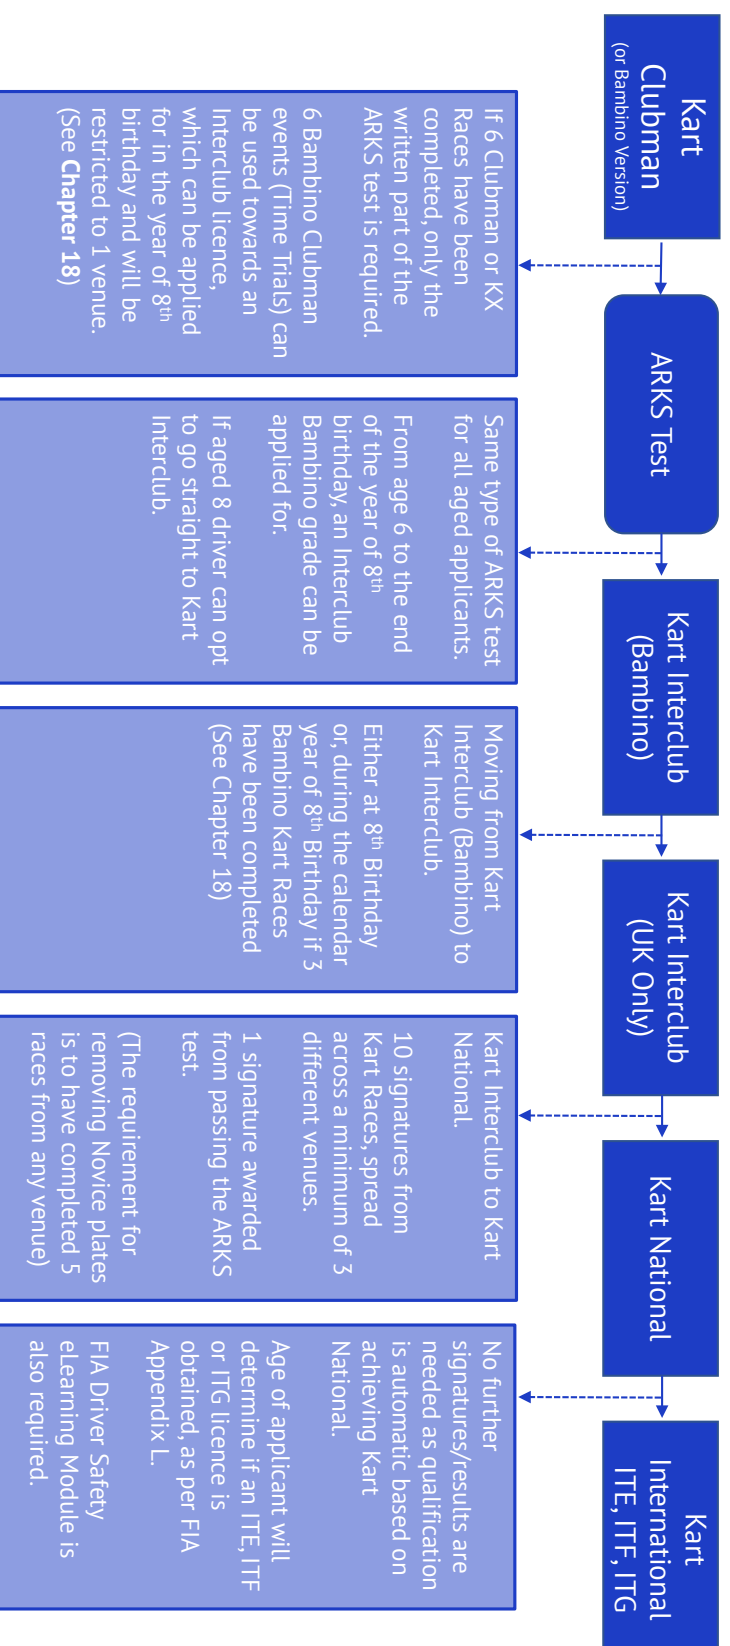 Kart
Clubman
(or Bambino Version)
ARKS Test
Kart Interclub
(Bambino)
Kart Interclub
(UK Only)
Kart National
Kart
International
ITE, ITF, ITG
If 6 Clubman or KX
Races have been
completed, only the
written part of the
ARKS test is required.
6 Bambino Clubman
events (Time Trials) can
be used towards an
Interclub licence,
which can be applied
for in the year of 8th
birthday and will be
restricted to 1 venue.
(See Chapter 18)
Same type of ARKS test
for all aged applicants.
From age 6 to the end
of the year of 8th
birthday, an Interclub
Bambino grade can be
applied for.
If aged 8 driver can opt
to go straight to Kart
Interclub.
Moving from Kart
Interclub (Bambino) to
Kart Interclub.
Either at 8th Birthday
or, during the calendar
year of 8th Birthday if 3
Bambino Kart Races
have been completed
(See Chapter 18)
Kart Interclub to Kart
National.
10 signatures from
Kart Races, spread
across a minimum of 3
different venues.
1 signature awarded
from passing the ARKS
test.
(The requirement for
removing Novice plates
is to have completed 5
races from any venue)
No further
signatures/results are
needed as qualification
is automatic based on
achieving Kart
National.
Age of applicant will
determine if an ITE, ITF
or ITG licence is
obtained, as per FIA
Appendix L.
FIA Driver Safety
eLearning Module is
also required.